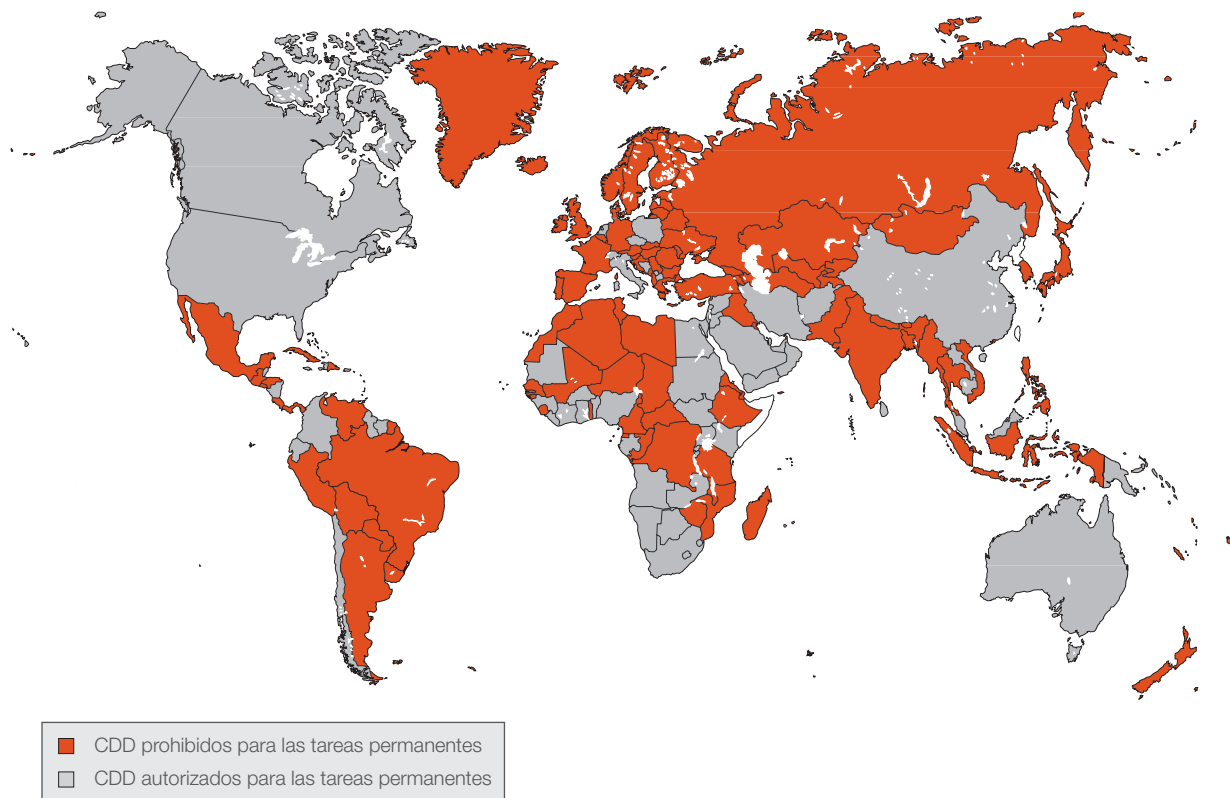 CDD prohibidos para las tareas permanentes
CDD autorizados para las tareas permanentes